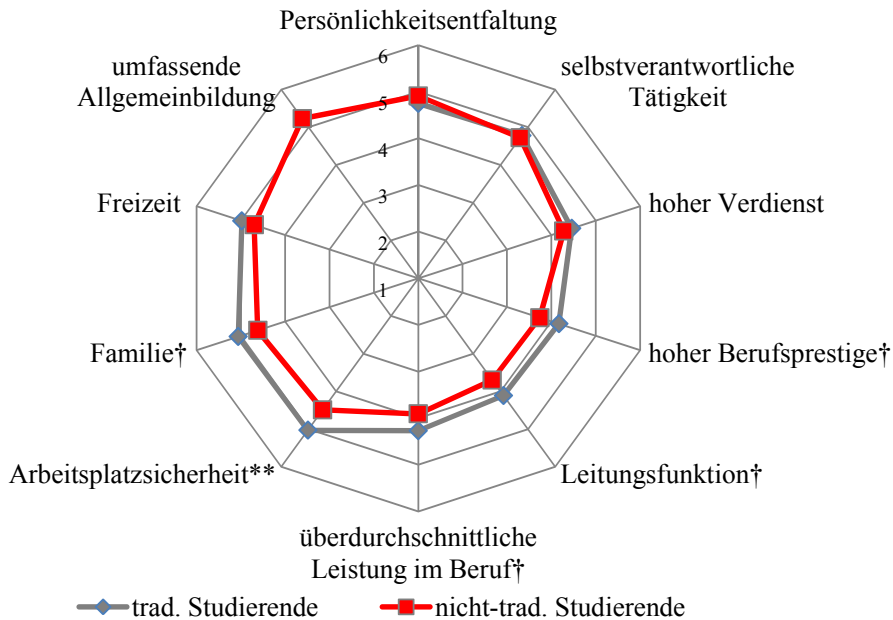 Persönlichkeitsentfaltung
selbstverantwortliche
Tätigkeit
hoher Verdienst
hoher Berufsprestige†
Leitungsfunktion†
überdurchschnittliche
Leistung im Beruf†
Arbeitsplatzsicherheit**
Familie†
Freizeit
umfassende
Allgemeinbildung
6
5
4
3
2
1
trad. Studierende
nicht-trad. Studierende